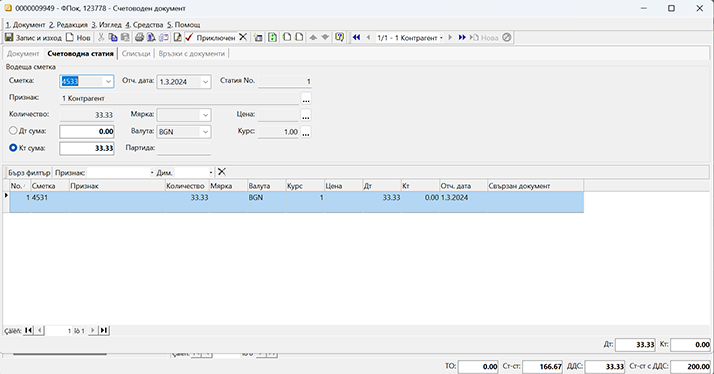 0000009949 - ФПок, 123778 - Счетоводен документ
1. Документ 2. Редакция 3. Изглед 4. Средства 5. Помощ
Запис и изход Нов Приключен 1/1 - 1 Контрагент Нова
Документ Счетоводна статия Списъци Връзки с документи
Водеща сметка
Сметка: 4533 Отч. дата: 1.3.2024 Статия No. 1
Признак: 1 Контрагент ...
Количество: 33.33 Мярка: Цена: ...
Дт сума: 0.00 Валута: BGN Курс: 1.00 ...
Кт сума: 33.33 Партида:
Бърз филтър Признак: Дим.
No. Сметка Признак Количество Мярка Валута Курс Цена Дт Кт Отч. дата Свързан документ
1 4531 33.33 BGN 1 33.33 0.00 1.3.2024
Çàïèñ: 1 îò 1
Дт: 33.33 Кт: 0.00
ТО: 0.00 Ст-ст: 166.67 ДДС: 33.33 Ст-ст с ДДС: 200.00